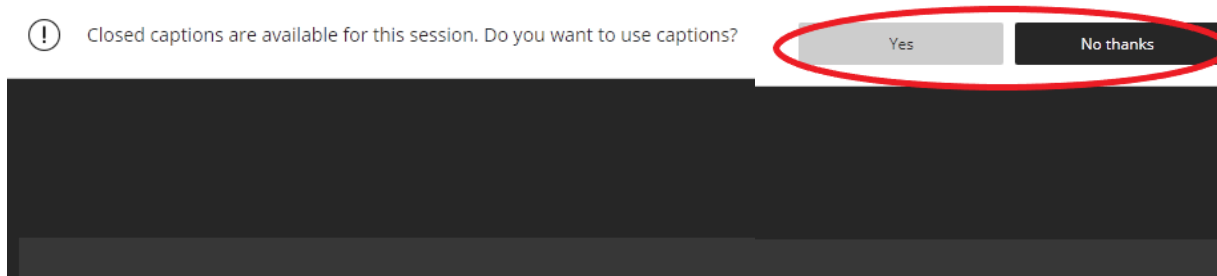 Closed captions are available for this session. Do you want to use captions? Yes No thanks